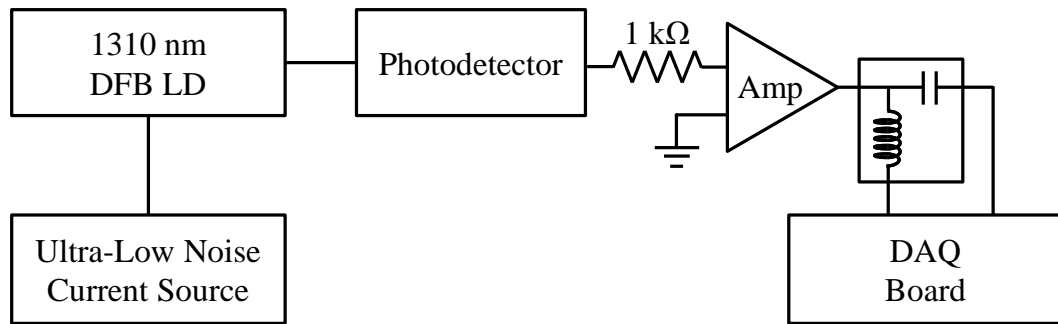 1310 nm
DFB LD
Photodetector
1 kΩ
Amp
Ultra-Low Noise
Current Source
DAQ
Board